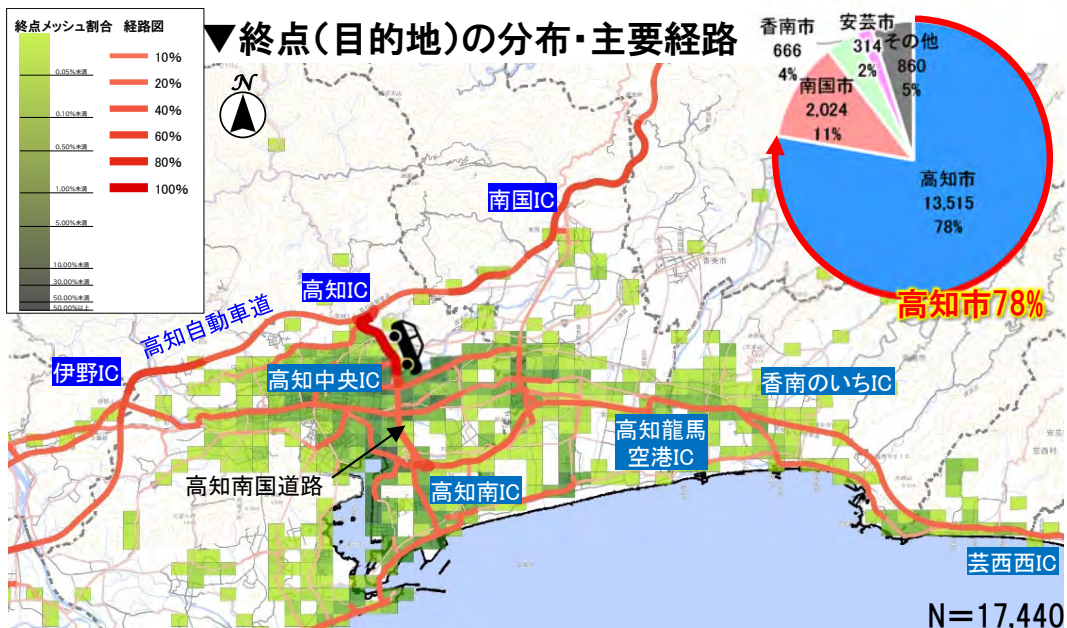 ▼終点(目的地)の分布・主要経路
終点メッシュ割合 経路図
0.05%未満
0.10%未満
0.50%未満
1.00%未満
5.00%未満
10.00%未満
30.00%未満
50.00%未満
50.00%以上
10%
20%
40%
60%
80%
100%
N
香南市
666
4%
安芸市
314
2%
その他
860
5%
南国市
2,024
11%
高知市
13,515
78%
高知市78%
南国IC
高知IC
高知自動車道
伊野IC
高知中央IC
香南のいちIC
高知龍馬
空港IC
高知南国道路
高知南IC
芸西西IC
香美市
芸西村
N=17,440